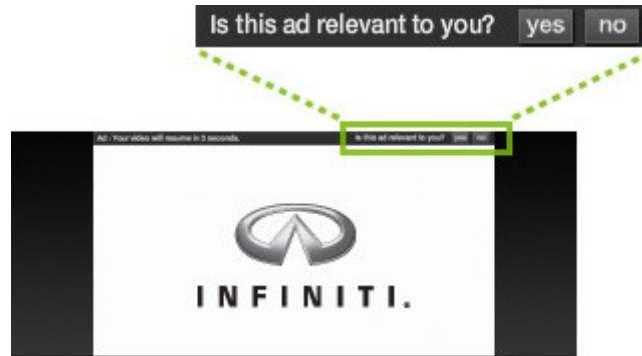 Is this ad relevant to you? yes no
Ad : Your video will resume in 5 seconds. Is this ad relevant to you? yes no
INFINITI.